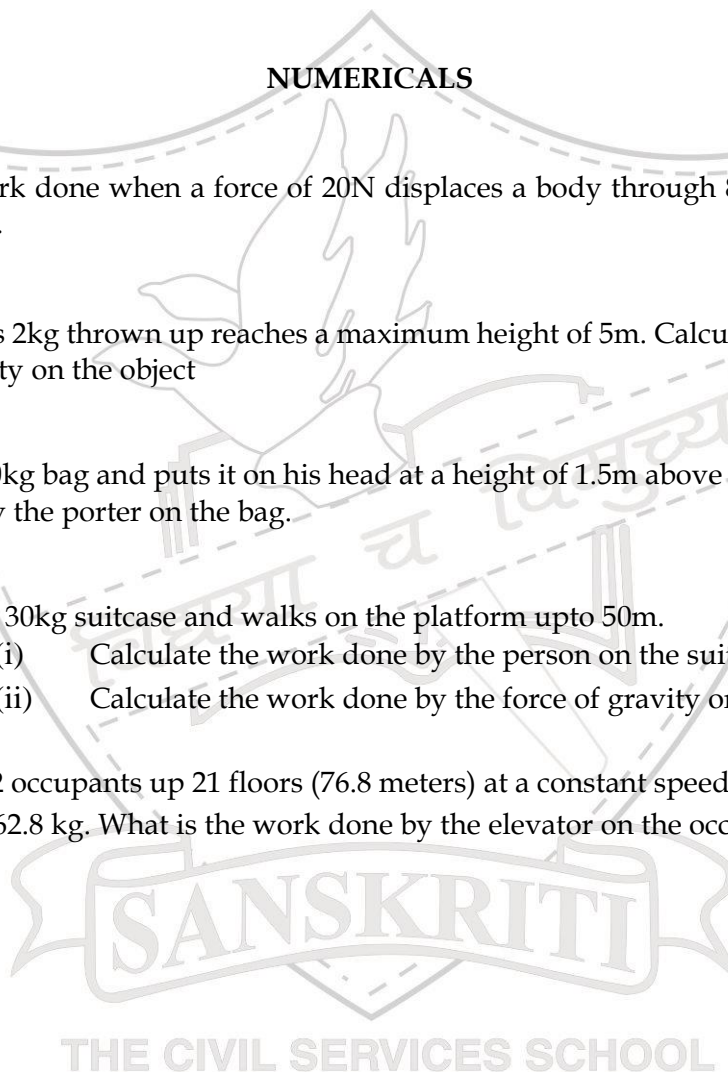 NUMERICALS
rk done when a force of 20N displaces a body through 8
.
s 2kg thrown up reaches a maximum height of 5m. Calcu
ty on the object
0kg bag and puts it on his head at a height of 1.5m above
y the porter on the bag.
30kg suitcase and walks on the platform upto 50m.
(i) Calculate the work done by the person on the suit
(ii) Calculate the work done by the force of gravity on
2 occupants up 21 floors (76.8 meters) at a constant speed
62.8 kg. What is the work done by the elevator on the occ
च विमुच्य
SANSKRITI
THE CIVIL SERVICES SCHOOL